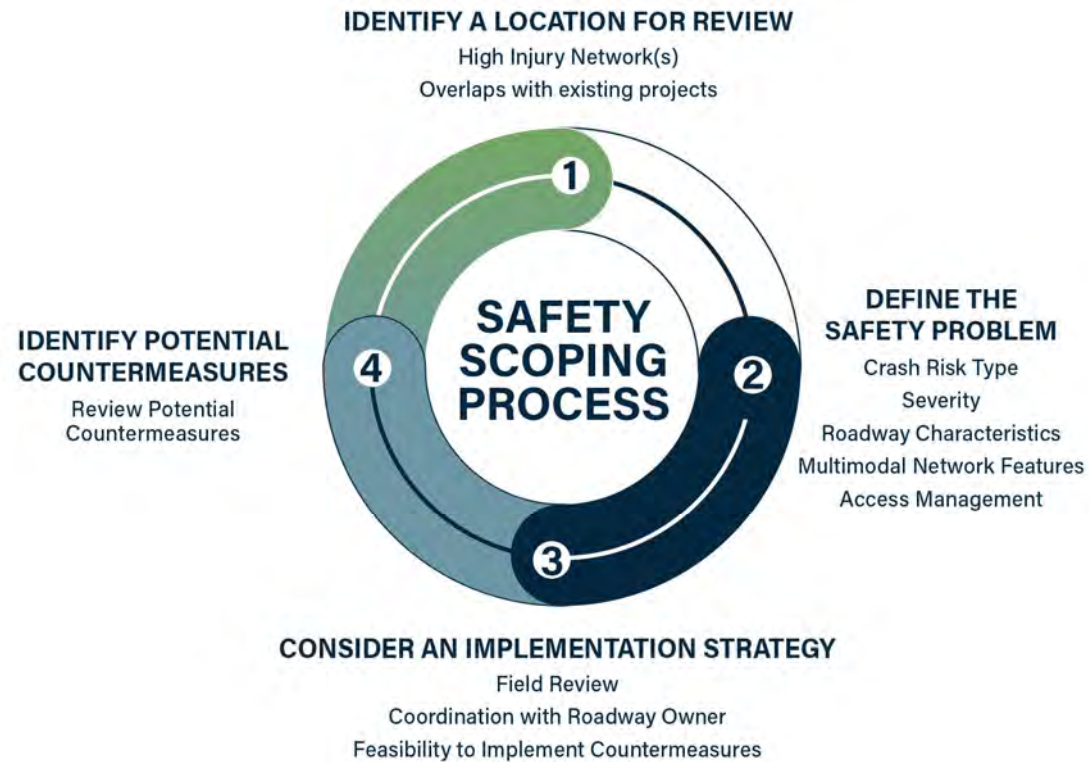 IDENTIFY A LOCATION FOR REVIEW
High Injury Network(s)
Overlaps with existing projects
1
SAFETY
SCOPING
PROCESS
2
DEFINE THE
SAFETY PROBLEM
Crash Risk Type
Severity
Roadway Characteristics
Multimodal Network Features
Access Management
3
CONSIDER AN IMPLEMENTATION STRATEGY
Field Review
Coordination with Roadway Owner
Feasibility to Implement Countermeasures
4
IDENTIFY POTENTIAL
COUNTERMEASURES
Review Potential
Countermeasures